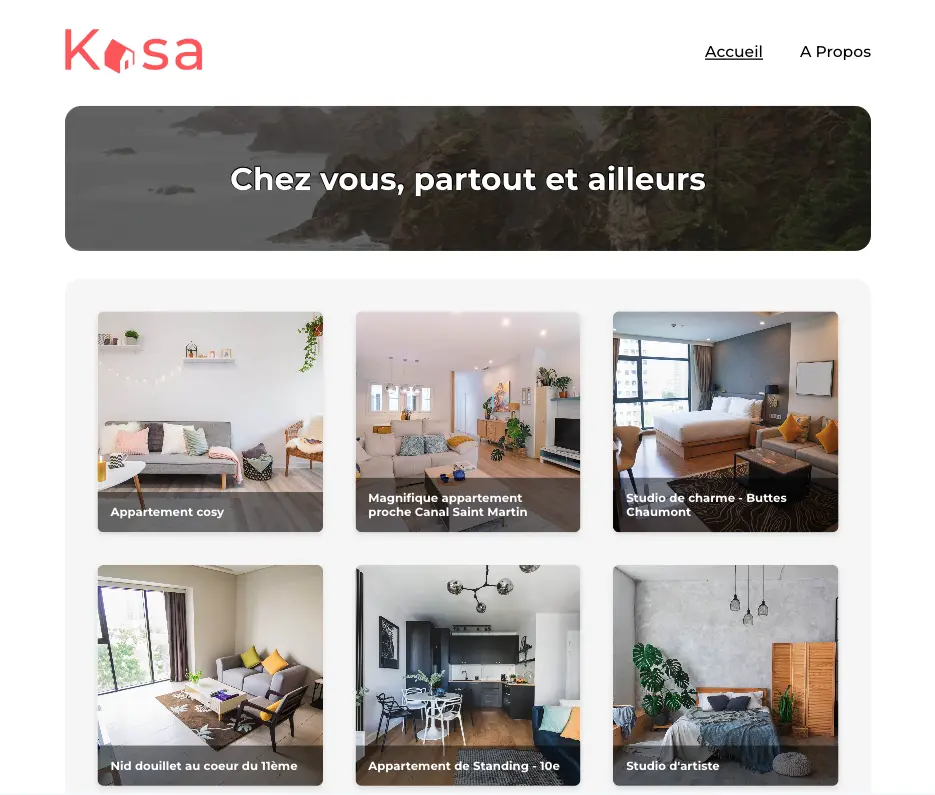 Kasa
Accueil
A Propos
Chez vous, partout et ailleurs
Appartement cosy
Magnifique appartement
proche Canal Saint Martin
Studio de charme - Buttes
Chaumont
Nid douillet au coeur du 11ème
Appartement de Standing - 10e
Studio d'artiste